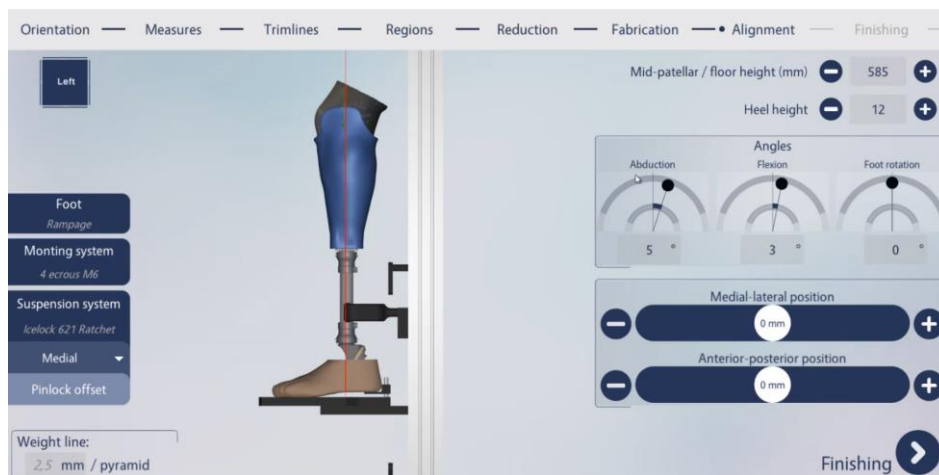 Orientation Measures Trimlines Regions Reduction Fabrication Alignment Finishing
Left
Mid-patellar / floor height (mm) 585
Heel height 12
Angles
Abduction Flexion Foot rotation
5 ° 3 ° 0 °
Foot
Rampage
Monting system
4 ecrous M6
Suspension system
Icelock 621 Ratchet
Medial
Pinlock offset
Medial-lateral position
0 mm
Anterior-posterior position
0 mm
Weight line:
2,5 mm / pyramid
Finishing